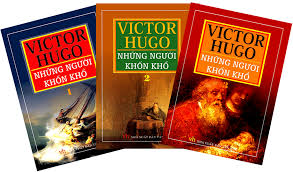 VICTOR
HUGO
NHỮNG NGƯỜI
KHỐN KHỔ
1
VICTOR
HUGO
NHỮNG NGƯỜI
KHỐN KHỔ
2
VICTOR
HUGO
NHỮNG NGƯỜI
KHỐN KHỔ